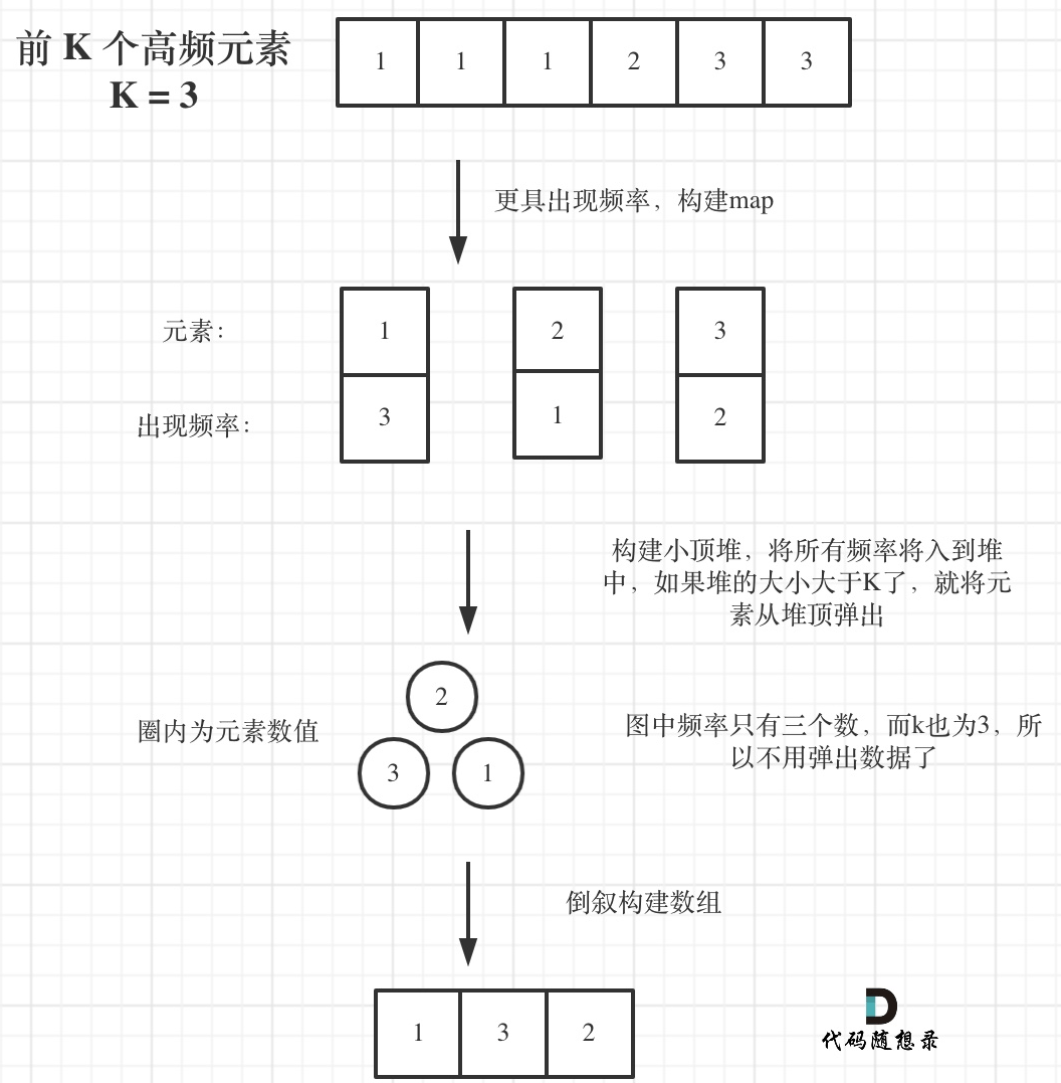 前 K 个高频元素
K = 3
1 1 1 2 3 3
更具出现频率，构建map
元素：
1 2 3
出现频率：
3 1 2
构建小顶堆，将所有频率将入到堆
中，如果堆的大小大于K了，就将元
素从堆顶弹出
2
圈内为元素数值
3 1
图中频率只有三个数，而k也为3，所
以不用弹出数据了
倒叙构建数组
1 3 2
代码随想录